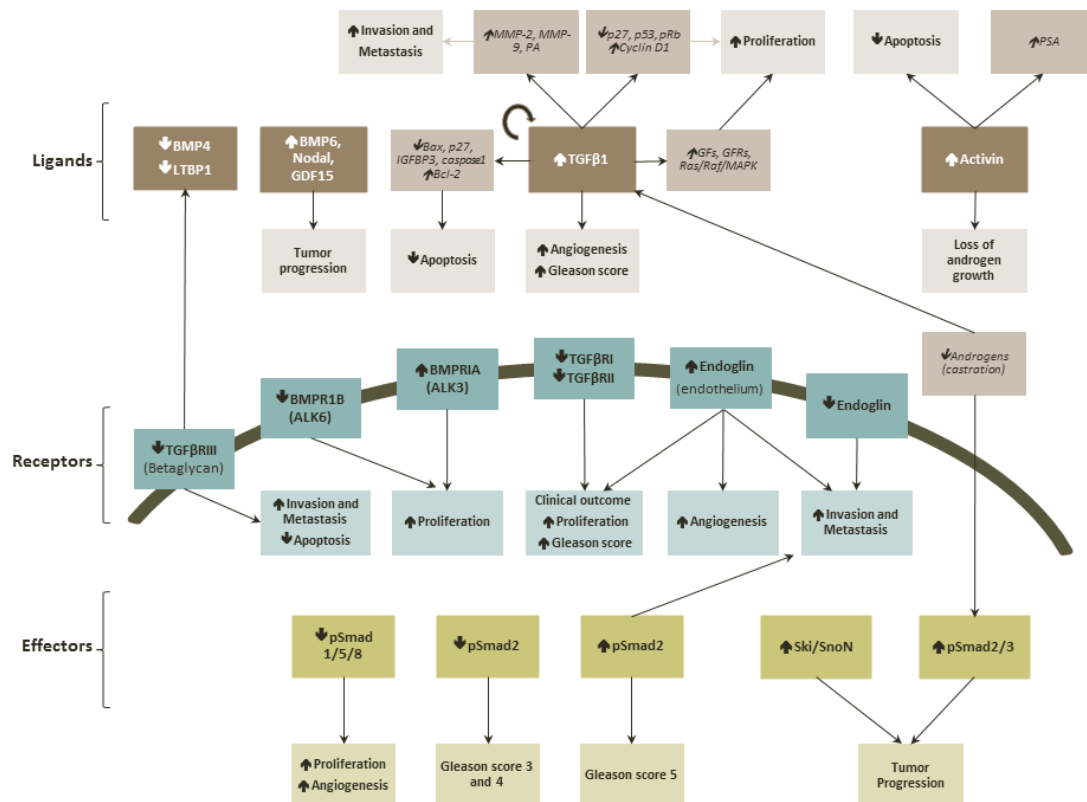 Invasion and
Metastasis
MMP-2, MMP-
9, PA
p27, p53, pRb
Cyclin D1
Proliferation
Apoptosis
PSA
Ligands
BMP4
LTBP1
BMP6,
Nodal,
GDF15
Bax, p27,
IGFBP3, caspase1
Bcl-2
TGFβ1
GFs, GFRs,
Ras/Raf/MAPK
Activin
Tumor
progression
Apoptosis
Angiogenesis
Gleason score
Loss of
androgen
growth
Receptors
TGFβRIII
(Betaglycan)
BMPR1B
(ALK6)
BMPRIA
(ALK3)
TGFβRI
TGFβRII
Endoglin
(endothelium)
Endoglin
Androgens
(castration)
Invasion and
Metastasis
Apoptosis
Proliferation
Clinical outcome
Proliferation
Gleason score
Angiogenesis
Invasion and
Metastasis
Effectors
pSmad
1/5/8
pSmad2
pSmad2
Ski/SnoN
pSmad2/3
Proliferation
Angiogenesis
Gleason score 3
and 4
Gleason score 5
Tumor
Progression